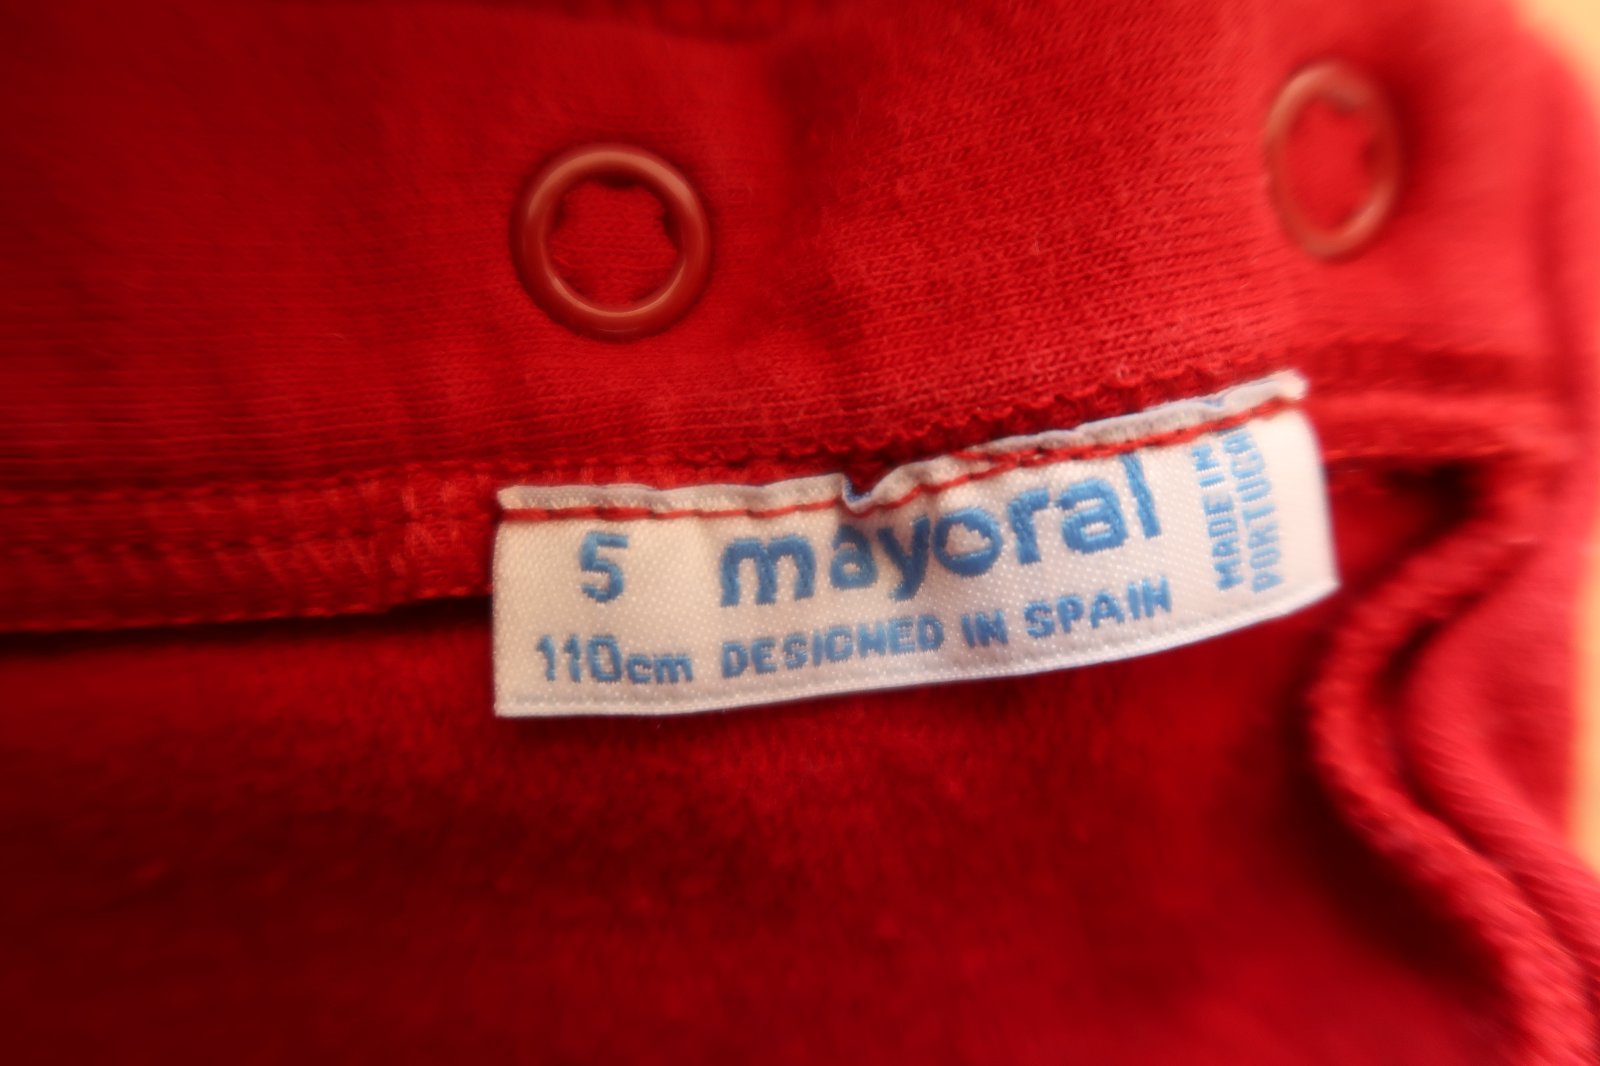 5 mayoral
110cm DESIGNED IN SPAIN
MADE IN
PORTUGAL